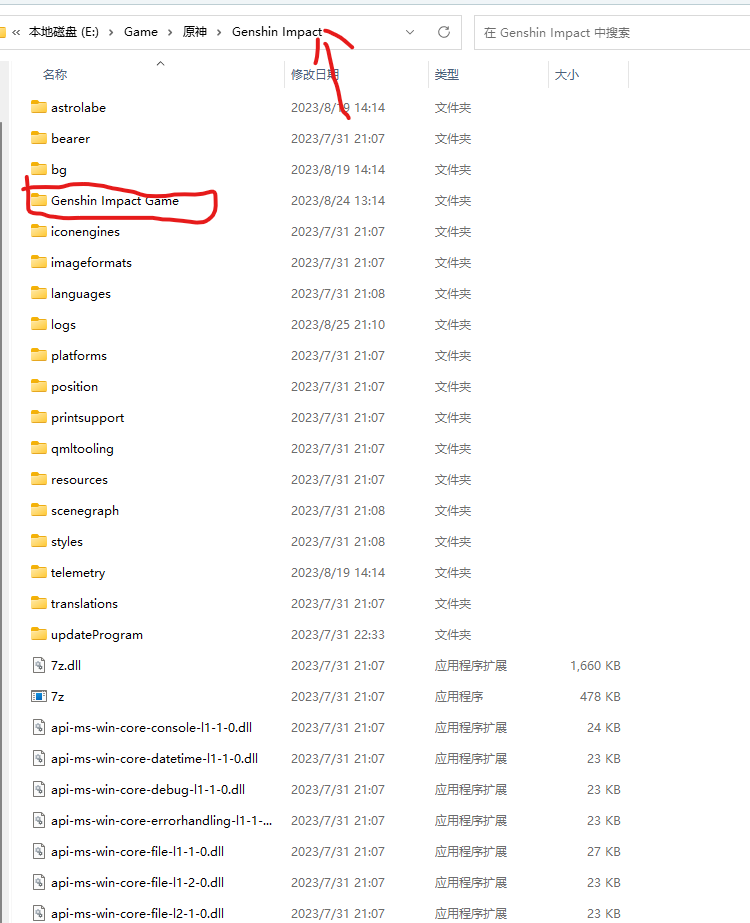 « 本地磁盘 (E:) › Game › 原神 › Genshin Impact 在 Genshin Impact 中搜索
名称 修改日期 类型 大小
astrolabe 2023/8/19 14:14 文件夹
bearer 2023/7/31 21:07 文件夹
bg 2023/8/19 14:14 文件夹
Genshin Impact Game 2023/8/24 13:14 文件夹
iconengines 2023/7/31 21:07 文件夹
imageformats 2023/7/31 21:07 文件夹
languages 2023/7/31 21:08 文件夹
logs 2023/8/25 21:10 文件夹
platforms 2023/7/31 21:07 文件夹
position 2023/7/31 21:07 文件夹
printsupport 2023/7/31 21:07 文件夹
qmltooling 2023/7/31 21:07 文件夹
resources 2023/7/31 21:07 文件夹
scenegraph 2023/7/31 21:08 文件夹
styles 2023/7/31 21:08 文件夹
telemetry 2023/8/19 14:14 文件夹
translations 2023/7/31 21:07 文件夹
updateProgram 2023/7/31 22:33 文件夹
7z.dll 2023/7/31 21:07 应用程序扩展 1,660 KB
7z 2023/7/31 21:07 应用程序 478 KB
api-ms-win-core-console-l1-1-0.dll 2023/7/31 21:07 应用程序扩展 24 KB
api-ms-win-core-datetime-l1-1-0.dll 2023/7/31 21:07 应用程序扩展 23 KB
api-ms-win-core-debug-l1-1-0.dll 2023/7/31 21:07 应用程序扩展 23 KB
api-ms-win-core-errorhandling-l1-1-... 2023/7/31 21:07 应用程序扩展 23 KB
api-ms-win-core-file-l1-1-0.dll 2023/7/31 21:07 应用程序扩展 27 KB
api-ms-win-core-file-l1-2-0.dll 2023/7/31 21:07 应用程序扩展 23 KB
api-ms-win-core-file-l2-1-0.dll 2023/7/31 21:07 应用程序扩展 23 KB